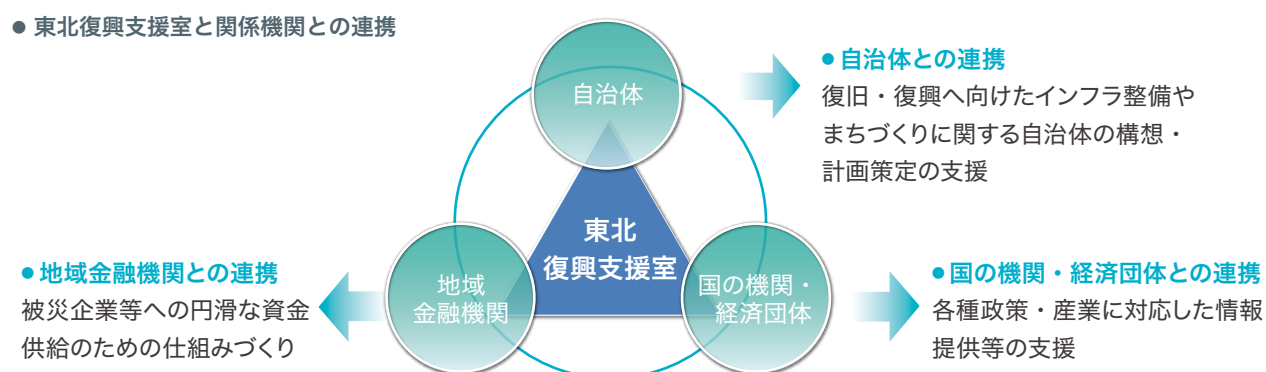 ● 東北復興支援室と関係機関との連携
自治体
● 自治体との連携
復旧・復興へ向けたインフラ整備や
まちづくりに関する自治体の構想・
計画策定の支援
東北
復興支援室
● 地域金融機関との連携
被災企業等への円滑な資金
供給のための仕組みづくり
地域
金融機関
国の機関・
経済団体
● 国の機関・経済団体との連携
各種政策・産業に対応した情報
提供等の支援